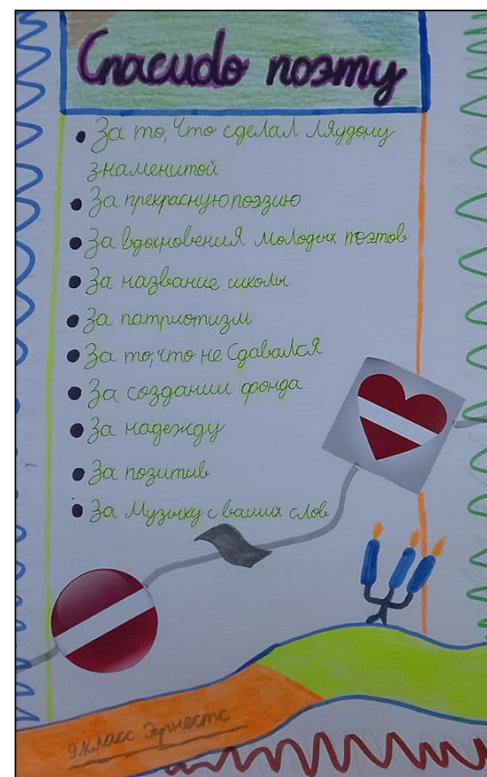 Спасибо поэту
• За то, что сделал Ляудону
знаменитой
• За прекрасную поэзию
• За вдохновения молодых поэтов
• За название школы
• За патриотизм
• За то, что не сдавался
• За создании фонда
• За надежду
• За позитив
• За Музыку с ваших слов
9.класс Эрнестс